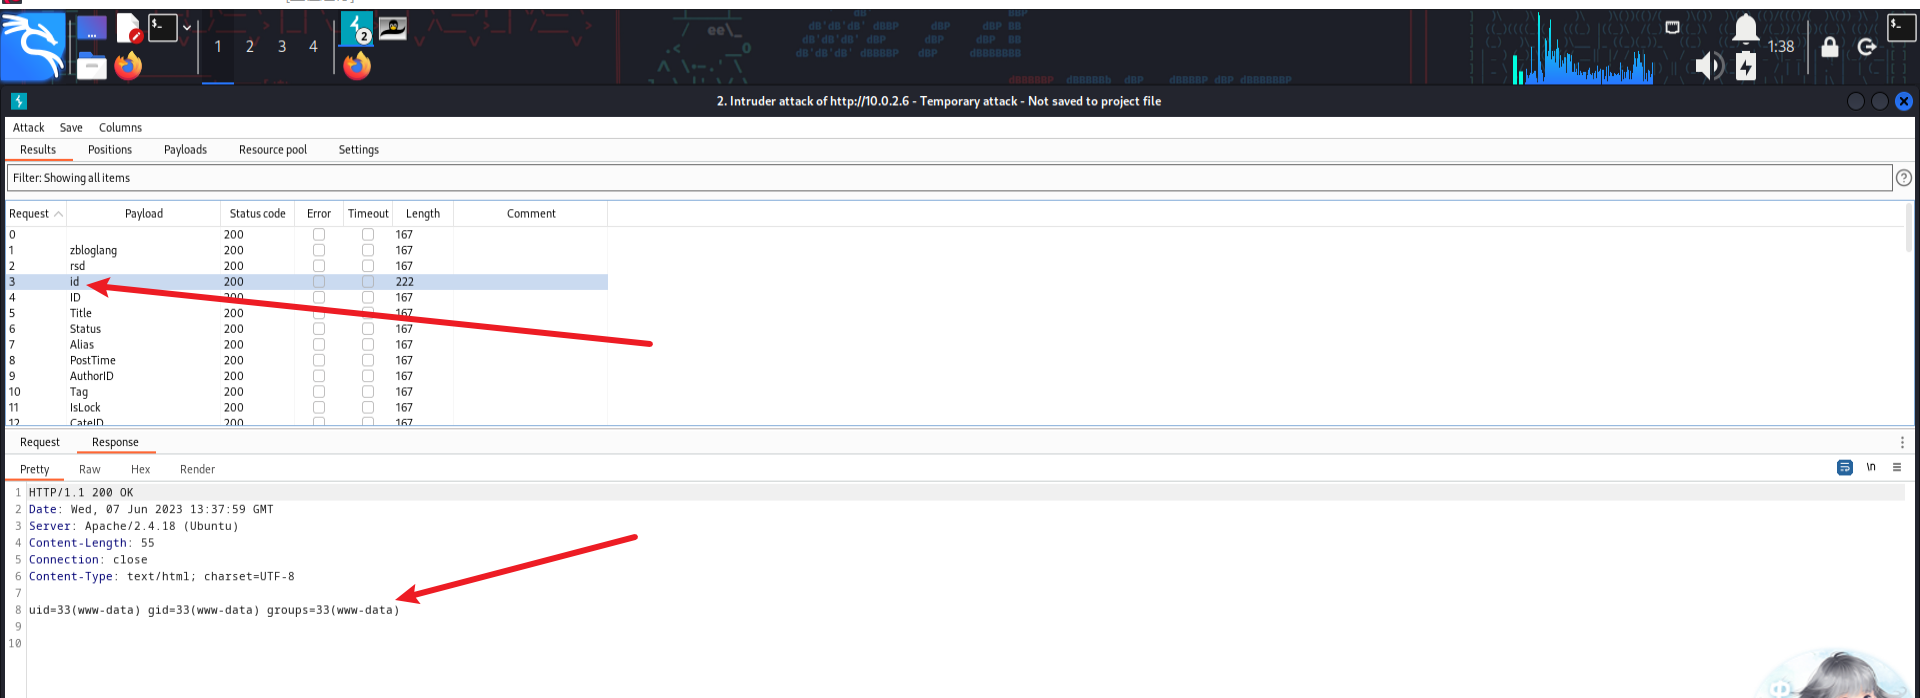 1 2 3 4
2
1:38
2. Intruder attack of http://10.0.2.6 - Temporary attack - Not saved to project file
Attack Save Columns
Results Positions Payloads Resource pool Settings
Filter: Showing all items
Request Payload Status code Error Timeout Length Comment
0 200 167
1 zbloglang 200 167
2 rsd 200 167
3 id 200 222
4 ID 200 167
5 Title 200 167
6 Status 200 167
7 Alias 200 167
8 PostTime 200 167
9 AuthorID 200 167
10 Tag 200 167
11 IsLock 200 167
12 CateID 200 167
Request Response
Pretty Raw Hex Render
\n
1 HTTP/1.1 200 OK
2 Date: Wed, 07 Jun 2023 13:37:59 GMT
3 Server: Apache/2.4.18 (Ubuntu)
4 Content-Length: 55
5 Connection: close
6 Content-Type: text/html; charset=UTF-8
7
8 uid=33(www-data) gid=33(www-data) groups=33(www-data)
9
10